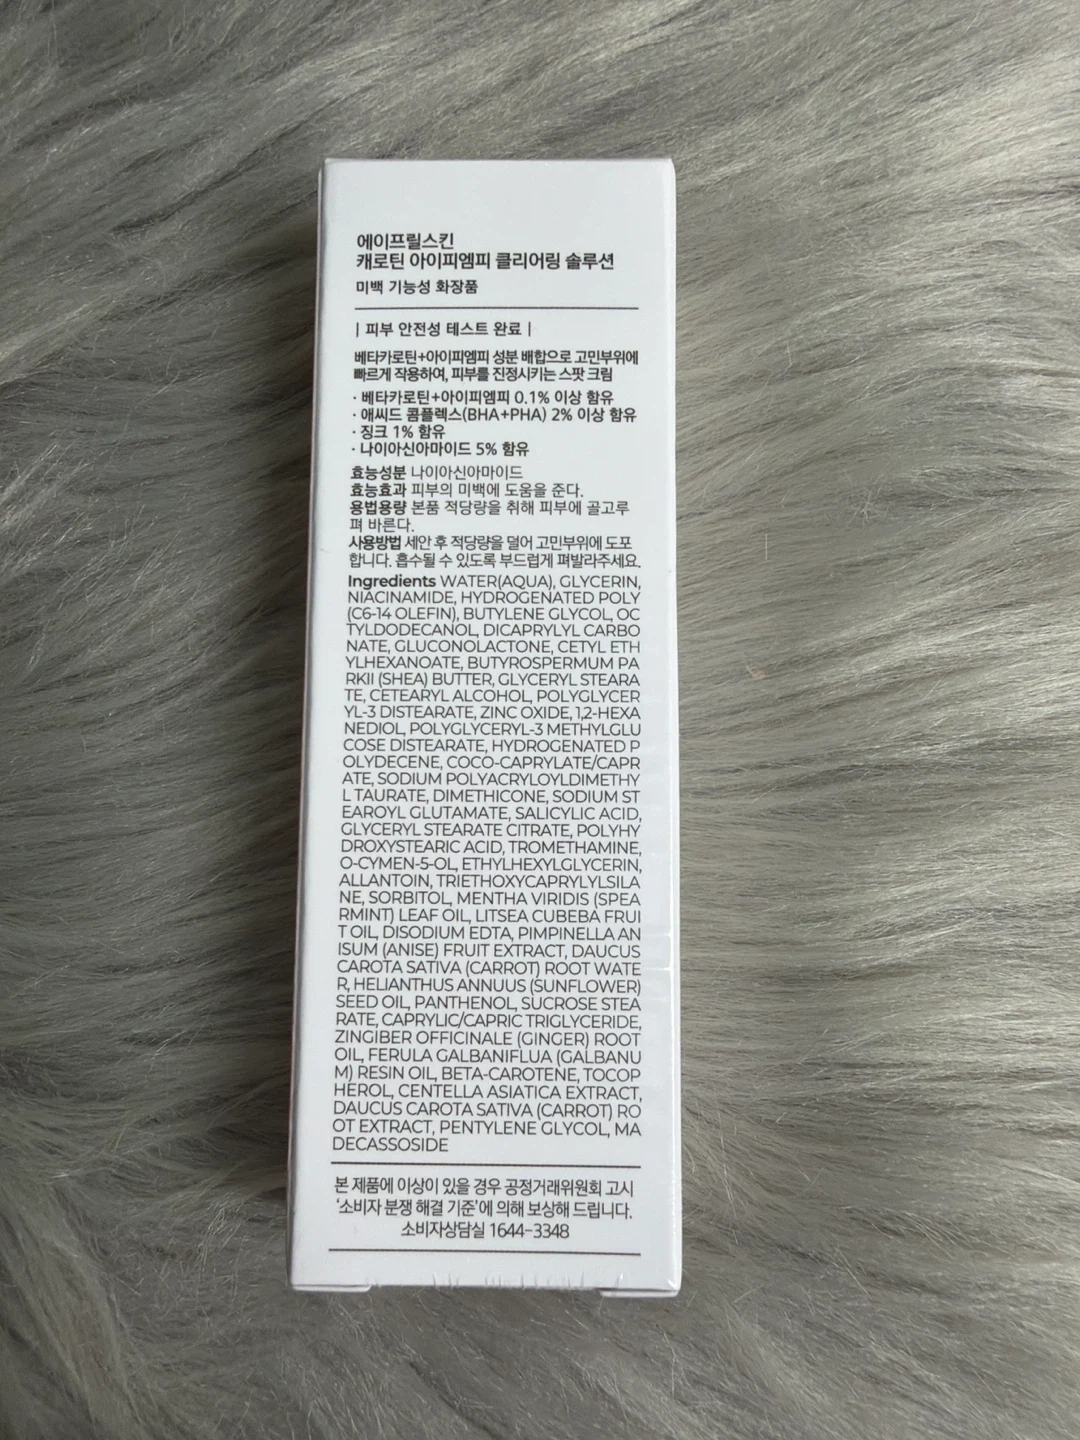 에이프릴스킨
캐로틴 아이피엠피 클리어링 솔루션
미백 기능성 화장품
| 피부 안전성 테스트 완료 |
베타카로틴+아이피엠피 성분 배합으로 고민부위에
빠르게 작용하여, 피부를 진정시키는 스팟 크림
· 베타카로틴+아이피엠피 0.1% 이상 함유
· 애씨드 콤플렉스(BHA+PHA) 2% 이상 함유
· 징크 1% 함유
· 나이아신아마이드 5% 함유
효능성분 나이아신아마이드
효능효과 피부의 미백에 도움을 준다.
용법용량 본품 적당량을 취해 피부에 골고루
펴 바른다.
사용방법 세안 후 적당량을 덜어 고민부위에 도포
합니다. 흡수될 수 있도록 부드럽게 펴발라주세요.
Ingredients WATER(AQUA), GLYCERIN,
NIACINAMIDE, HYDROGENATED POLY
(C6-14 OLEFIN), BUTYLENE GLYCOL, OC
TYLDODECANOL, DICAPRYLYL CARBO
NATE, GLUCONOLACTONE, CETYL ETH
YLHEXANOATE, BUTYROSPERMUM PA
RKII (SHEA) BUTTER, GLYCERYL STEARA
TE, CETEARYL ALCOHOL, POLYGLYCER
YL-3 DISTEARATE, ZINC OXIDE, 1,2-HEXA
NEDIOL, POLYGLYCERYL-3 METHYLGLU
COSE DISTEARATE, HYDROGENATED P
OLYDECENE, COCO-CAPRYLATE/CAPR
ATE, SODIUM POLYACRYLOYLDIMETHY
L TAURATE, DIMETHICONE, SODIUM ST
EAROYL GLUTAMATE, SALICYLIC ACID,
GLYCERYL STEARATE CITRATE, POLYHY
DROXYSTEARIC ACID, TROMETHAMINE,
O-CYMEN-5-OL, ETHYLHEXYLGLYCERIN,
ALLANTOIN, TRIETHOXYCAPRYLYLSILA
NE, SORBITOL, MENTHA VIRIDIS (SPEA
RMINT) LEAF OIL, LITSEA CUBEBA FRUI
T OIL, DISODIUM EDTA, PIMPINELLA AN
ISUM (ANISE) FRUIT EXTRACT, DAUCUS
CAROTA SATIVA (CARROT) ROOT WATE
R, HELIANTHUS ANNUUS (SUNFLOWER)
SEED OIL, PANTHENOL, SUCROSE STEA
RATE, CAPRYLIC/CAPRIC TRIGLYCERIDE,
ZINGIBER OFFICINALE (GINGER) ROOT
OIL, FERULA GALBANIFLUA (GALBANU
M) RESIN OIL, BETA-CAROTENE, TOCOP
HEROL, CENTELLA ASIATICA EXTRACT,
DAUCUS CAROTA SATIVA (CARROT) RO
OT EXTRACT, PENTYLENE GLYCOL, MA
DECASSOSIDE
본 제품에 이상이 있을 경우 공정거래위원회 고시
'소비자 분쟁 해결 기준'에 의해 보상해 드립니다.
소비자상담실 1644-3348